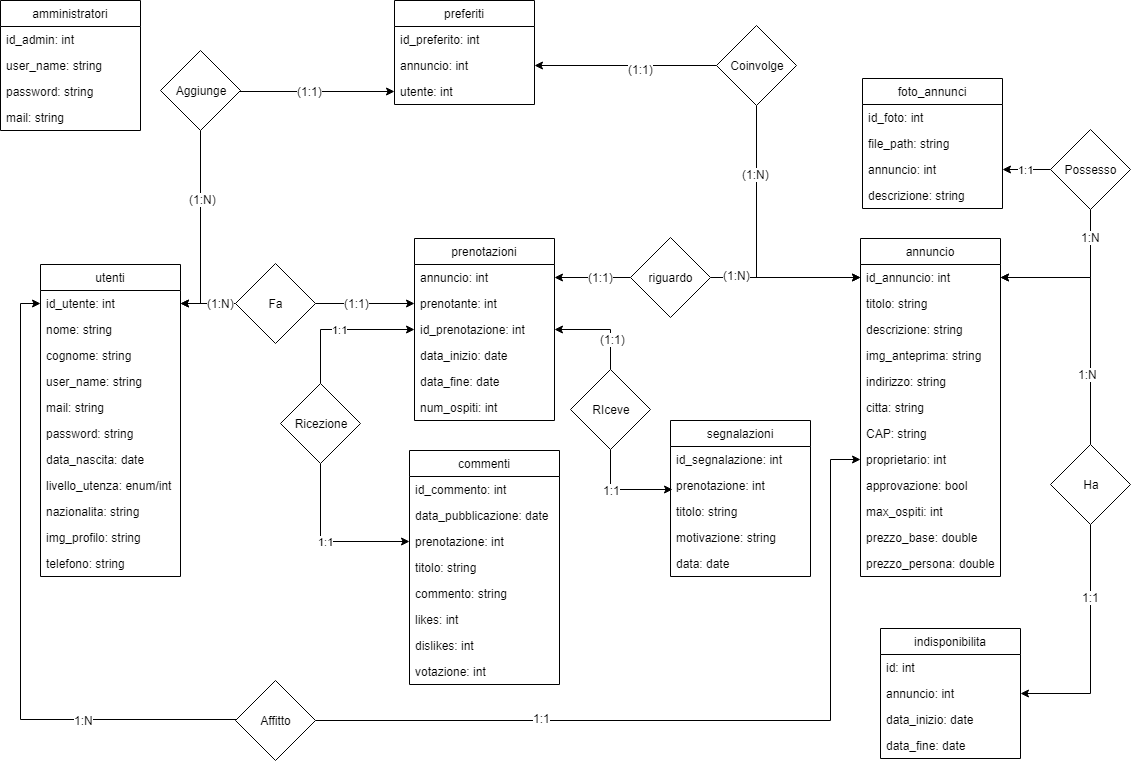 amministratori
id_admin: int
user_name: string
password: string
mail: string
preferiti
id_preferito: int
annuncio: int
utente: int
Aggiunge
(1:1)
(1:N)
Coinvolge
(1:1)
(1:N)
foto_annunci
id_foto: int
file_path: string
annuncio: int
descrizione: string
1:1
Possesso
1:N
utenti
id_utente: int
nome: string
cognome: string
user_name: string
mail: string
password: string
data_nascita: date
livello_utenza: enum/int
nazionalita: string
img_profilo: string
telefono: string
(1:N)
Fa
(1:1)
prenotazioni
annuncio: int
prenotante: int
id_prenotazione: int
data_inizio: date
data_fine: date
num_ospiti: int
(1:1)
riguardo
(1:N)
annuncio
id_annuncio: int
titolo: string
descrizione: string
img_anteprima: string
indirizzo: string
citta: string
CAP: string
proprietario: int
approvazione: bool
max_ospiti: int
prezzo_base: double
prezzo_persona: double
1:1
Ricezione
1:1
(1:1)
RIceve
1:1
commenti
id_commento: int
data_pubblicazione: date
prenotazione: int
titolo: string
commento: string
likes: int
dislikes: int
votazione: int
segnalazioni
id_segnalazione: int
prenotazione: int
titolo: string
motivazione: string
data: date
1:N
Ha
1:1
indisponibilita
id: int
annuncio: int
data_inizio: date
data_fine: date
1:N
Affitto
1:1